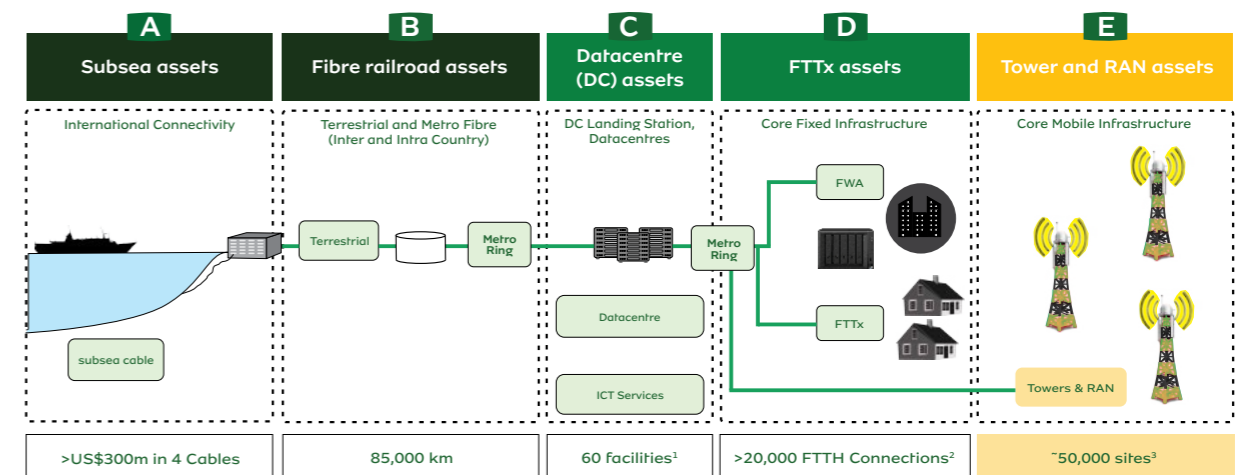 A
Subsea assets
B
Fibre railroad assets
C
Datacentre
(DC) assets
D
FTTx assets
E
Tower and RAN assets
International Connectivity
Terrestrial and Metro Fibre
(Inter and Intra Country)
DC Landing Station,
Datacentres
Core Fixed Infrastructure
Core Mobile Infrastructure
Terrestrial
Metro
Ring
Metro
Ring
FWA
FTTx
Datacentre
ICT Services
subsea cable
Towers & RAN
>US$300m in 4 Cables
85,000 km
60 facilities¹
>20,000 FTTH Connections²
~50,000 sites³